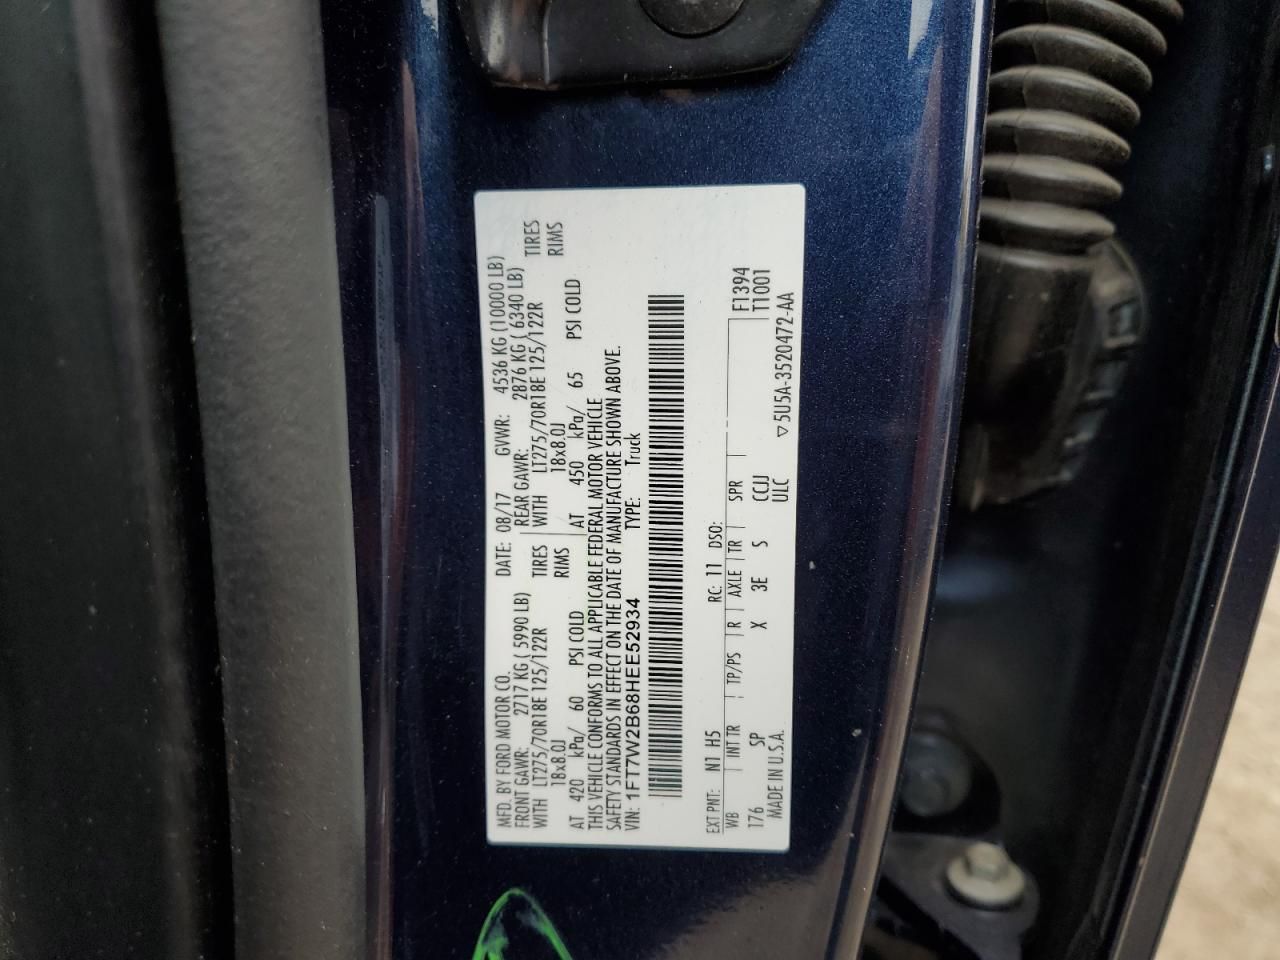 MFD. BY FORD MOTOR CO. DATE: 08/17 GVWR: 4536 KG (10000 LB)
FRONT GAWR: 2717 KG ( 5990 LB) REAR GAWR: 2876 KG ( 6340 LB)
WITH LT275/70R18E 125/122R TIRES WITH LT275/70R18E 125/122R TIRES
18x8.0J RIMS 18x8.0J RIMS
AT 420 kPa/ 60 PSI COLD AT 450 kPa/ 65 PSI COLD
THIS VEHICLE CONFORMS TO ALL APPLICABLE FEDERAL MOTOR VEHICLE
SAFETY STANDARDS IN EFFECT ON THE DATE OF MANUFACTURE SHOWN ABOVE.
VIN: 1FT7W2B68HEE52934 TYPE: Truck
EXT PNT: N1 H5 RC: 11 DSO: F1394
WB INT TR TP/PS R AXLE TR SPR T1001
176 SP X 3E S CCJJ
MADE IN U.S.A. ULC ▽5U5A-3520472-AA